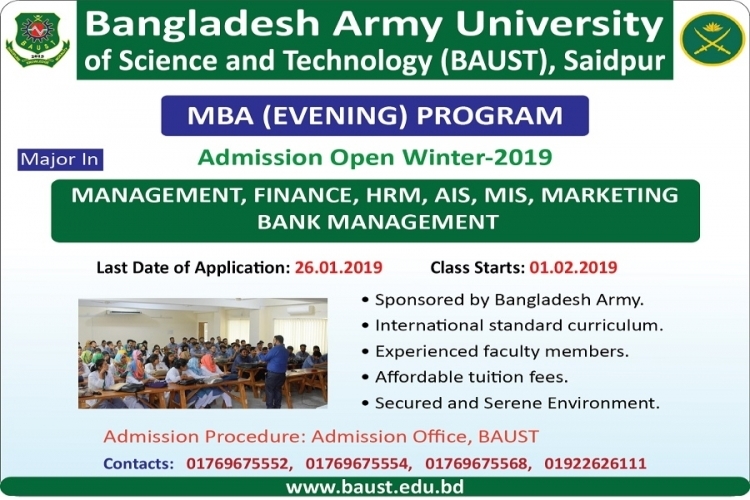 Bangladesh Army University
of Science and Technology (BAUST), Saidpur
BAUST
MBA (EVENING) PROGRAM
Major In
Admission Open Winter-2019
MANAGEMENT, FINANCE, HRM, AIS, MIS, MARKETING
BANK MANAGEMENT
Last Date of Application: 26.01.2019 Class Starts: 01.02.2019
• Sponsored by Bangladesh Army.
• International standard curriculum.
• Experienced faculty members.
• Affordable tuition fees.
• Secured and Serene Environment.
Admission Procedure: Admission Office, BAUST
Contacts: 01769675552, 01769675554, 01769675568, 01922626111
www.baust.edu.bd